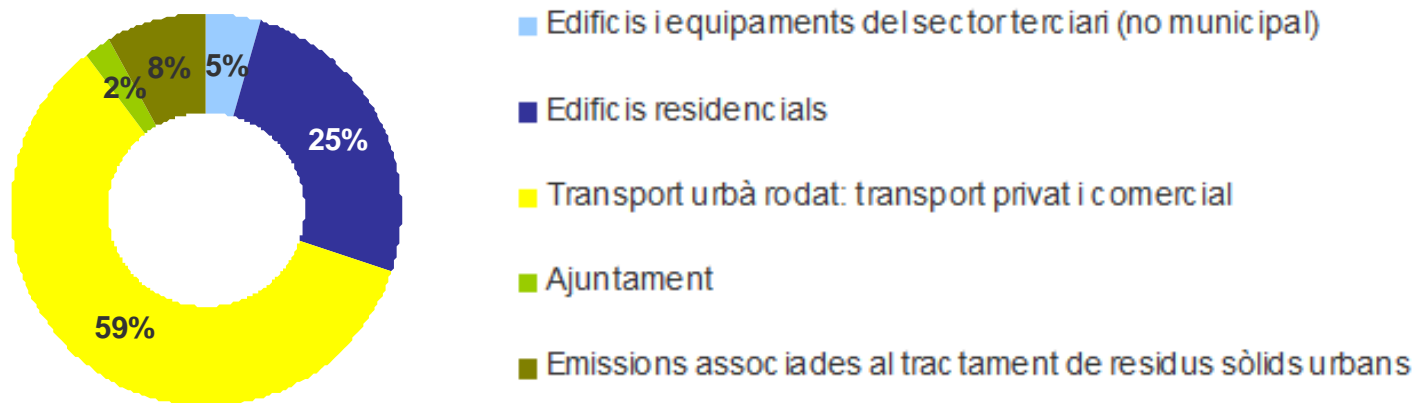 5%
25%
59%
2%
8%
Edificis i equipaments del sector terciari (no municipal)
Edificis residencials
Transport urbà rodat: transport privat i comercial
Ajuntament
Emissions associades al tractament de residus sòlids urbans